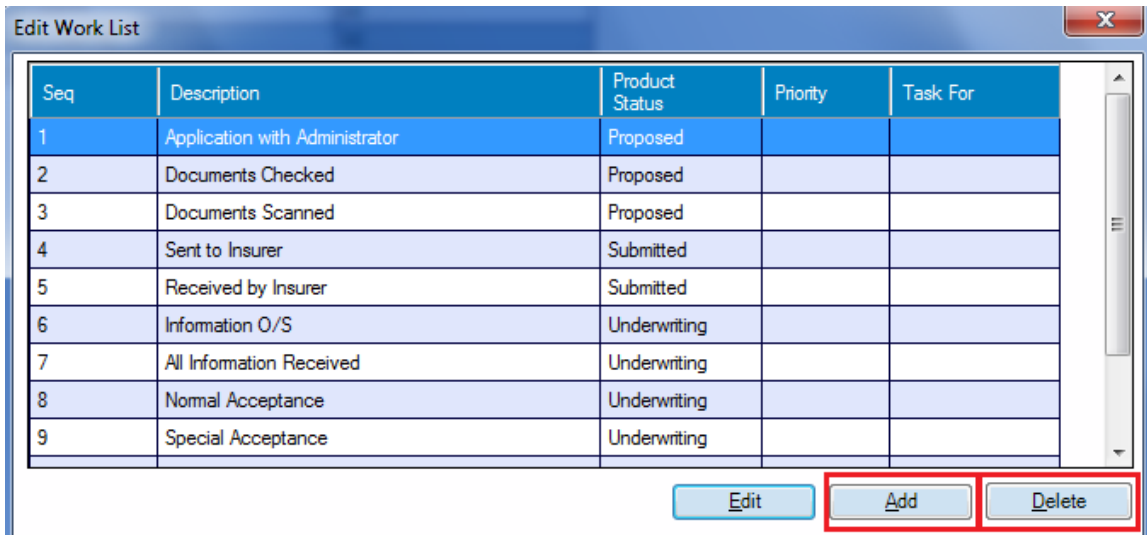 Edit Work List
Seq Description Product Status Priority Task For
1 Application with Administrator Proposed
2 Documents Checked Proposed
3 Documents Scanned Proposed
4 Sent to Insurer Submitted
5 Received by Insurer Submitted
6 Information O/S Underwriting
7 All Information Received Underwriting
8 Normal Acceptance Underwriting
9 Special Acceptance Underwriting
Edit Add Delete